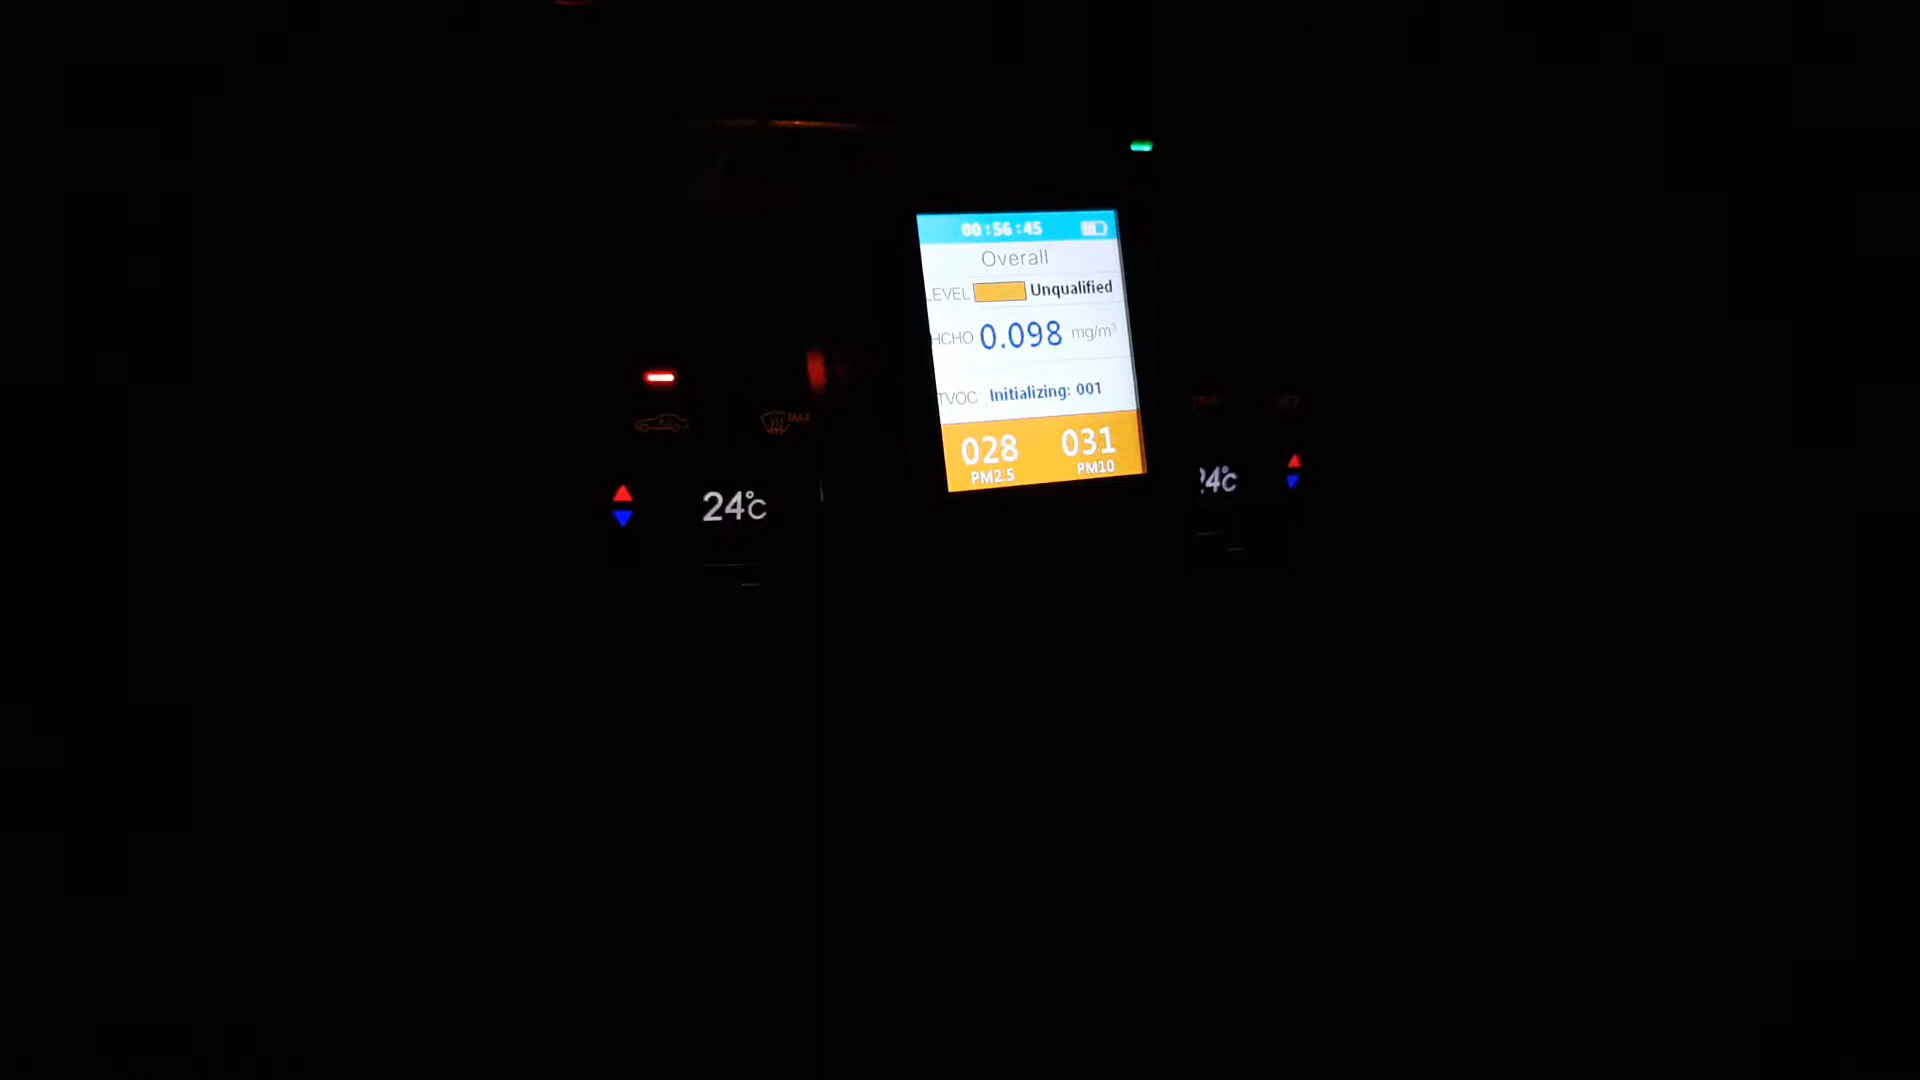 00:56:45
Overall
LEVEL Unqualified
HCHO 0.098 mg/m³
TVOC Initializing: 001
028 031
PM2.5 PM10
MAX
24°C
24°C